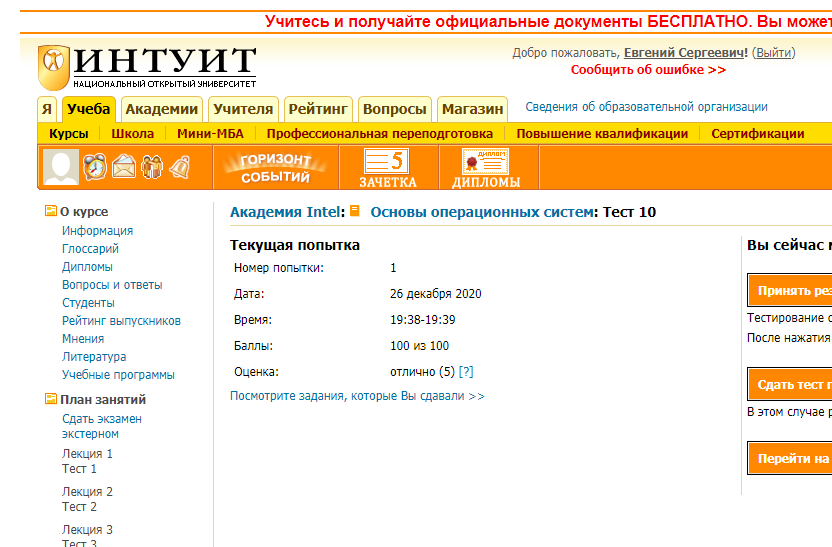 Учитесь и получайте официальные документы БЕСПЛАТНО. Вы может
ИНТУИТ
НАЦИОНАЛЬНЫЙ ОТКРЫТЫЙ УНИВЕРСИТЕТ
Добро пожаловать, Евгений Сергеевич! (Выйти)
Сообщить об ошибке >>
Я Учеба Академии Учителя Рейтинг Вопросы Магазин Сведения об образовательной организации
Курсы Школа Мини-МБА Профессиональная переподготовка Повышение квалификации Сертификации
ГОРИЗОНТ СОБЫТИЙ
5 ЗАЧЕТКА
ДИПЛОМ ДИПЛОМЫ
О курсе
Информация
Глоссарий
Дипломы
Вопросы и ответы
Студенты
Рейтинг выпускников
Мнения
Литература
Учебные программы
План занятий
Сдать экзамен
экстерном
Лекция 1
Тест 1
Лекция 2
Тест 2
Лекция 3
Тест 3
Академия Intel: Основы операционных систем: Тест 10
Текущая попытка
Номер попытки: 1
Дата: 26 декабря 2020
Время: 19:38-19:39
Баллы: 100 из 100
Оценка: отлично (5) [?]
Посмотрите задания, которые Вы сдавали >>
Вы сейчас м
Принять рез
Тестирование с
После нажатия
Сдать тест п
В этом случае р
Перейти на